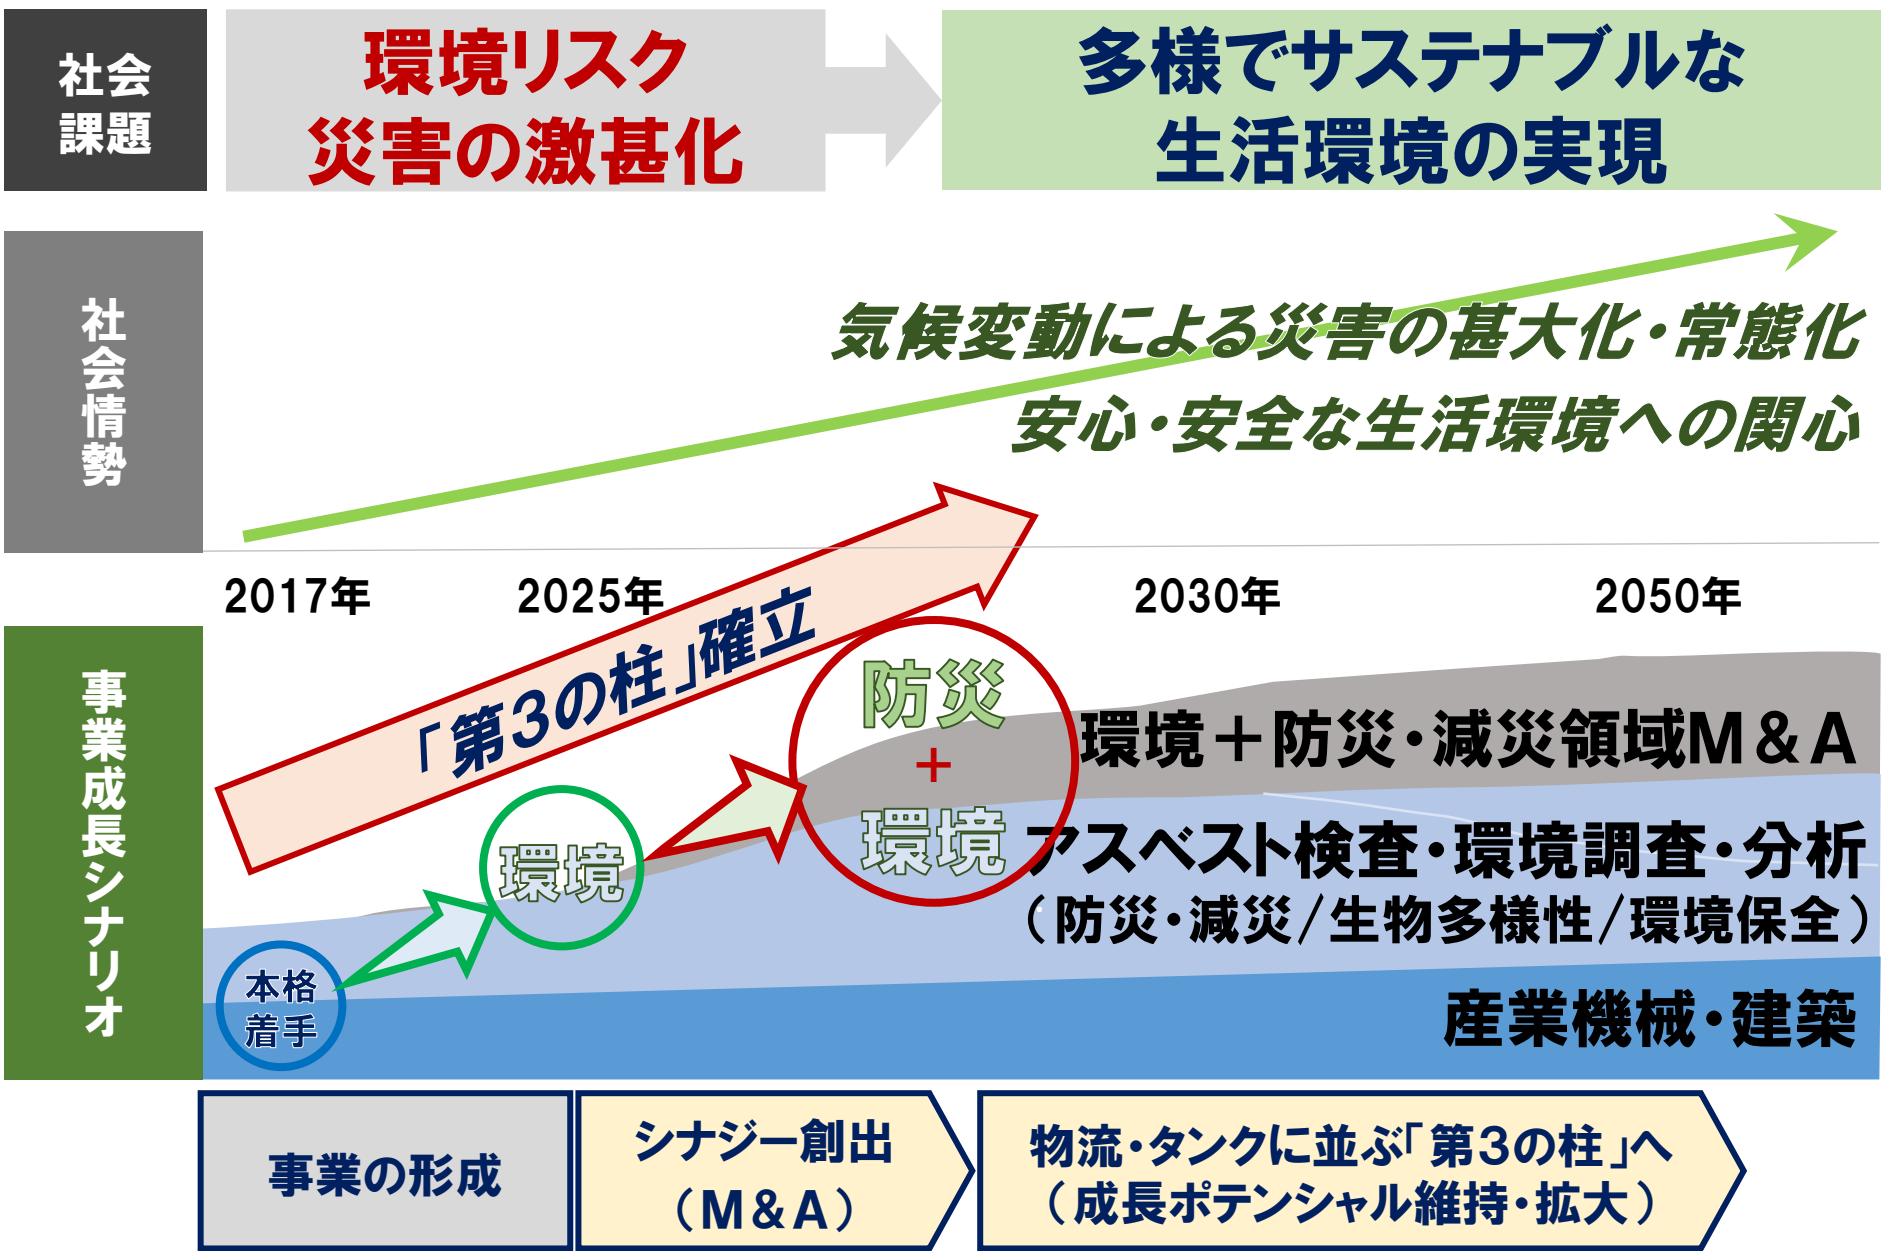 社会
課題
環境リスク
災害の激甚化
多様でサステナブルな
生活環境の実現
社会情勢
気候変動による災害の甚大化・常態化
安心・安全な生活環境への関心
2017年
2025年
2030年
2050年
事業成長シナリオ
「第3の柱」確立
防災
+
環境
環境
本格
着手
環境+防災・減災領域M&A
アスベスト検査・環境調査・分析
(防災・減災/生物多様性/環境保全)
産業機械・建築
事業の形成
シナジー創出
(M&A)
物流・タンクに並ぶ「第3の柱」へ
(成長ポテンシャル維持・拡大)